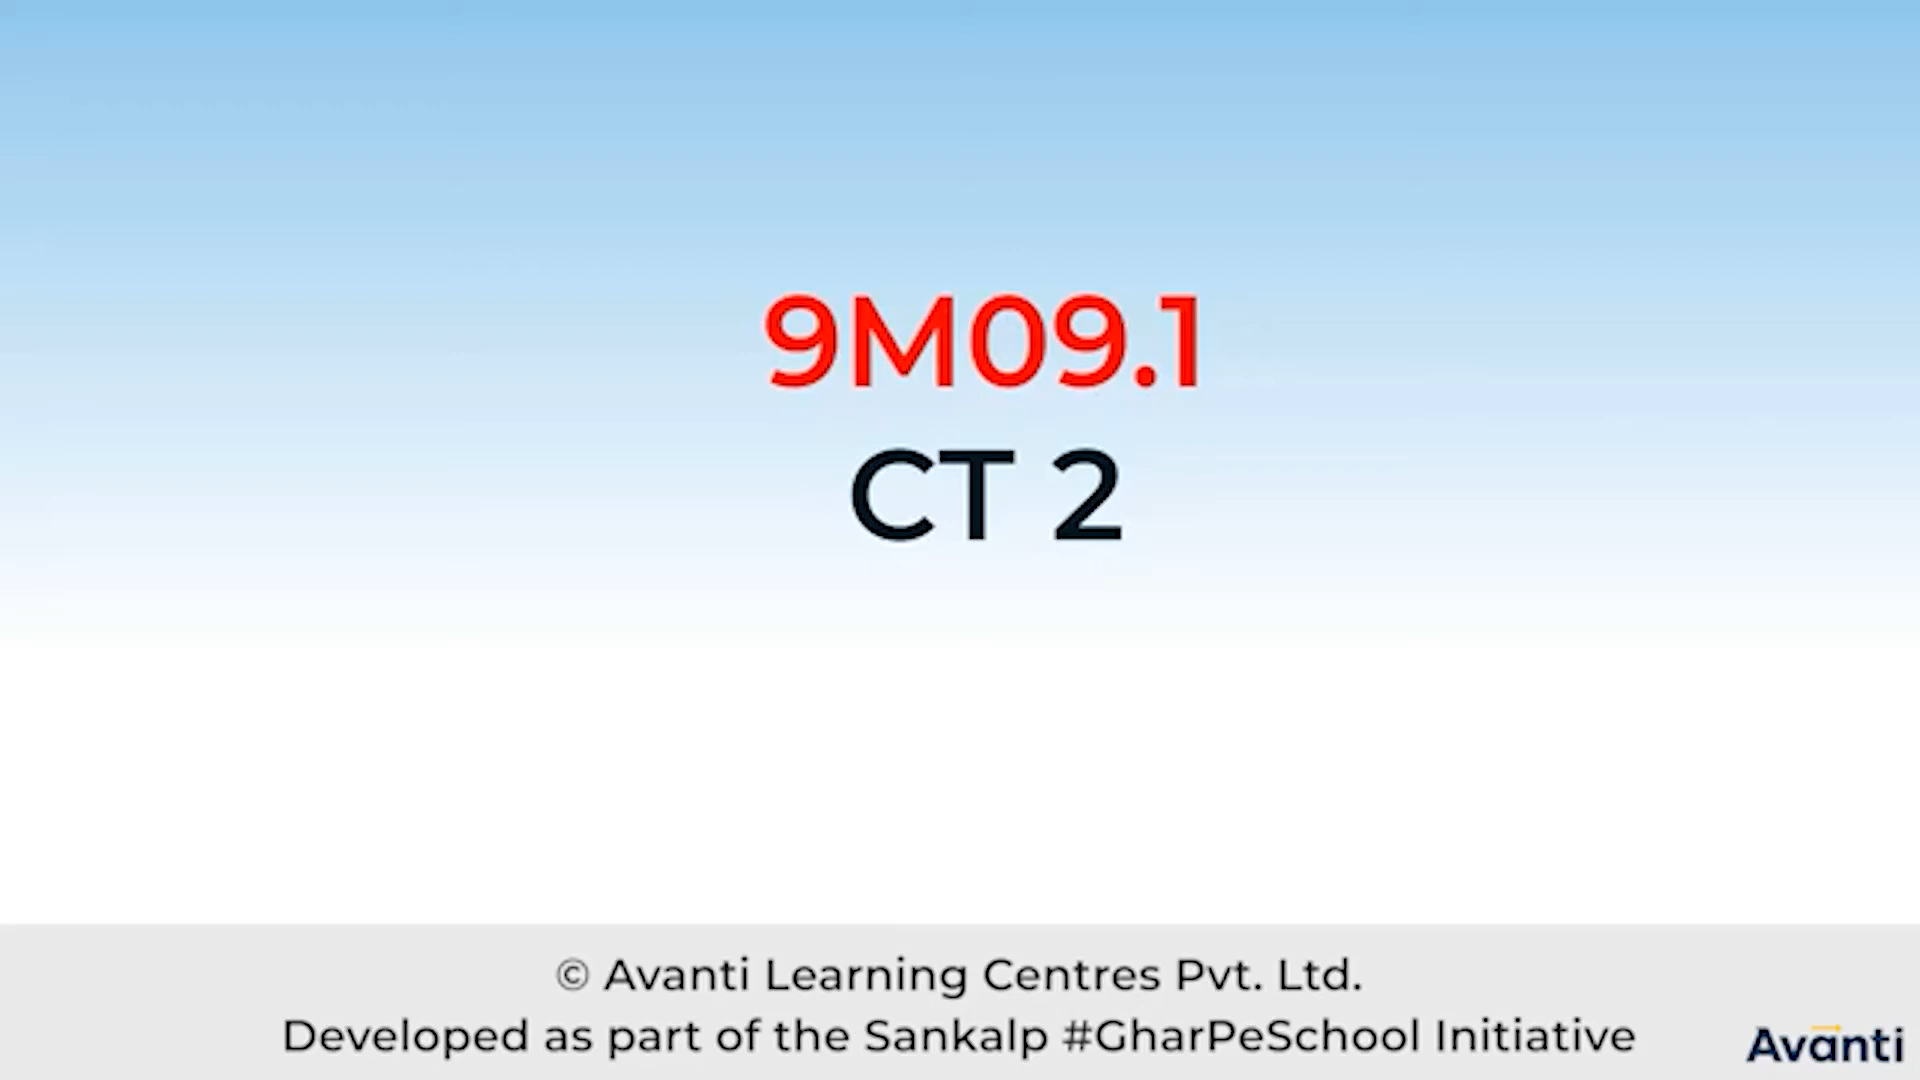 9M09.1
CT 2
© Avanti Learning Centres Pvt. Ltd.
Developed as part of the Sankalp #GharPeSchool Initiative
Avanti